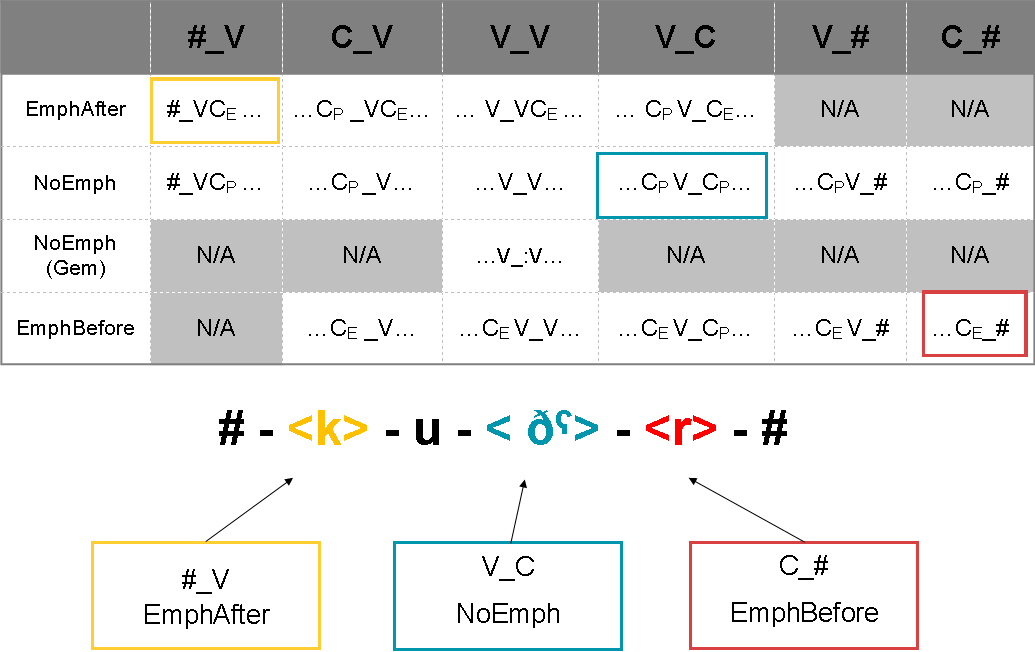 #_V C_V V_V V_C V_# C_#
EmphAfter #_VCE … …CP _VCE… … V_VCE … … CP V_CE… N/A N/A
NoEmph #_VCP … …CP_V… …V_V… …CP V_CP… …CPV_# …CP_#
NoEmph
(Gem) N/A N/A …V_:V… N/A N/A N/A
EmphBefore N/A …CE _V… …CE V_V… …CE V_CP… …CE V_# …CE_#
# - <k> - u - < ðˤ> - <r> - #
#_V V_C C_#
EmphAfter NoEmph EmphBefore